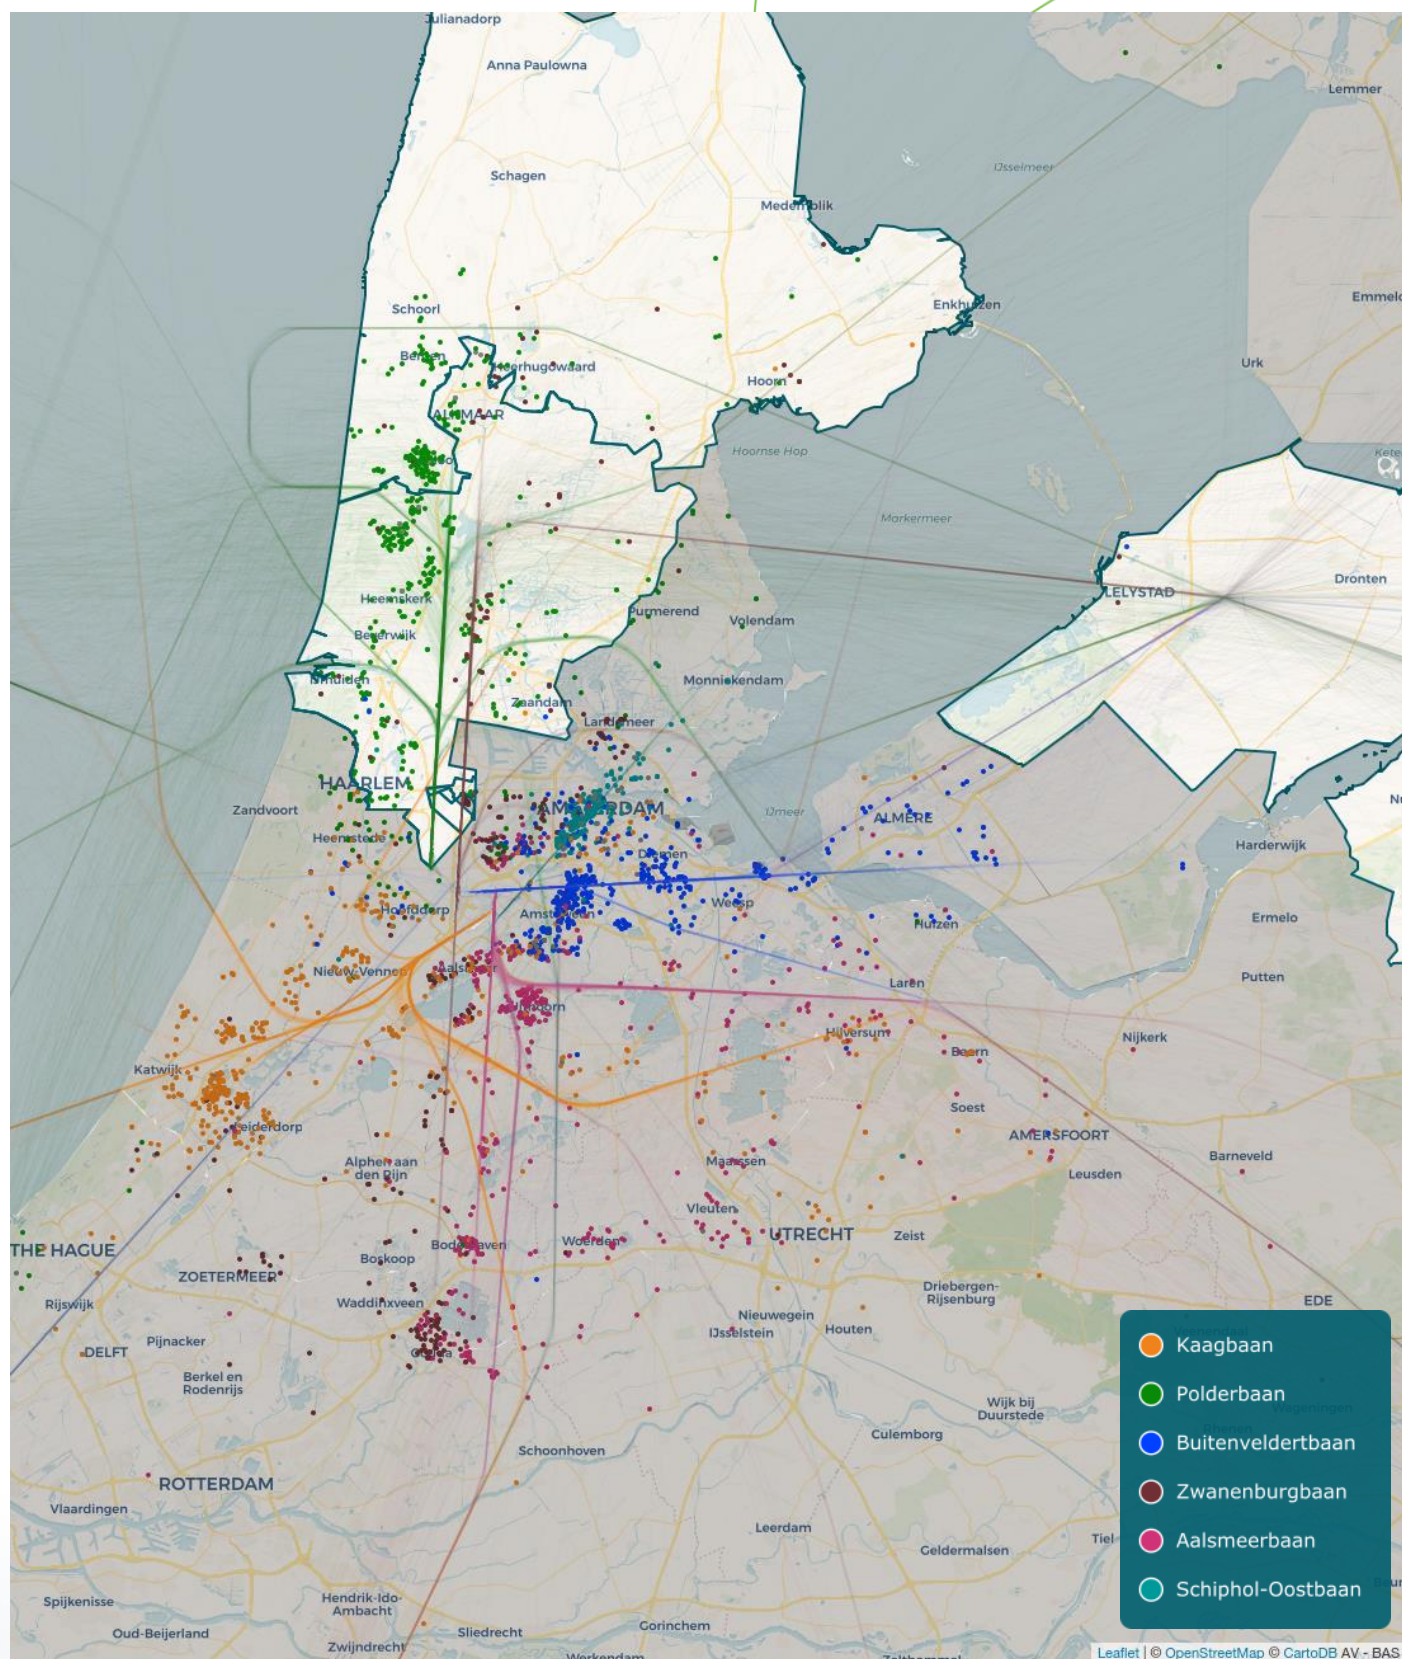 Julianadorp
Anna Paulowna
Lemmer
IJsselmeer
Schagen
Medemblik
Enkhuizen
Schoorl
Bergen
Heerhugowaard
Urk
Hoorn
ALKMAAR
Hoornse Hop
Markermeer
Dronten
LELYSTAD
Heemskerk
Purmerend
Volendam
Beverwijk
IJmuiden
Monnickendam
Zaandam
Landsmeer
HAARLEM
Zandvoort
AMSTERDAM
IJmeer
ALMERE
Heemstede
Diemen
Harderwijk
Hoofddorp
Amstelveen
Weesp
Huizen
Ermelo
Nieuw-Vennep
Aalsmeer
Putten
Laren
Uithoorn
Hilversum
Nijkerk
Baarn
Katwijk
Soest
Leiderdorp
AMERSFOORT
Alphen aan
den Rijn
Maarssen
Barneveld
Leusden
Vleuten
UTRECHT
Zeist
THE HAGUE
Bodegraven
Woerden
Boskoop
ZOETERMEER
Driebergen-
Rijsenburg
Rijswijk
Waddinxveen
Nieuwegein
EDE
IJsselstein
Houten
Pijnacker
DELFT
Gouda
Berkel en
Rodenrijs
Wijk bij
Duurstede
Culemborg
Schoonhoven
ROTTERDAM
Vlaardingen
Leerdam
Tiel
Geldermalsen
Spijkenisse
Hendrik-Ido-
Ambacht
Oud-Beijerland
Sliedrecht
Gorinchem
Zwijndrecht
Werkendam
Kaagbaan
Polderbaan
Buitenveldertbaan
Zwanenburgbaan
Aalsmeerbaan
Schiphol-Oostbaan
Leaflet | © OpenStreetMap © CartoDB AV - BAS